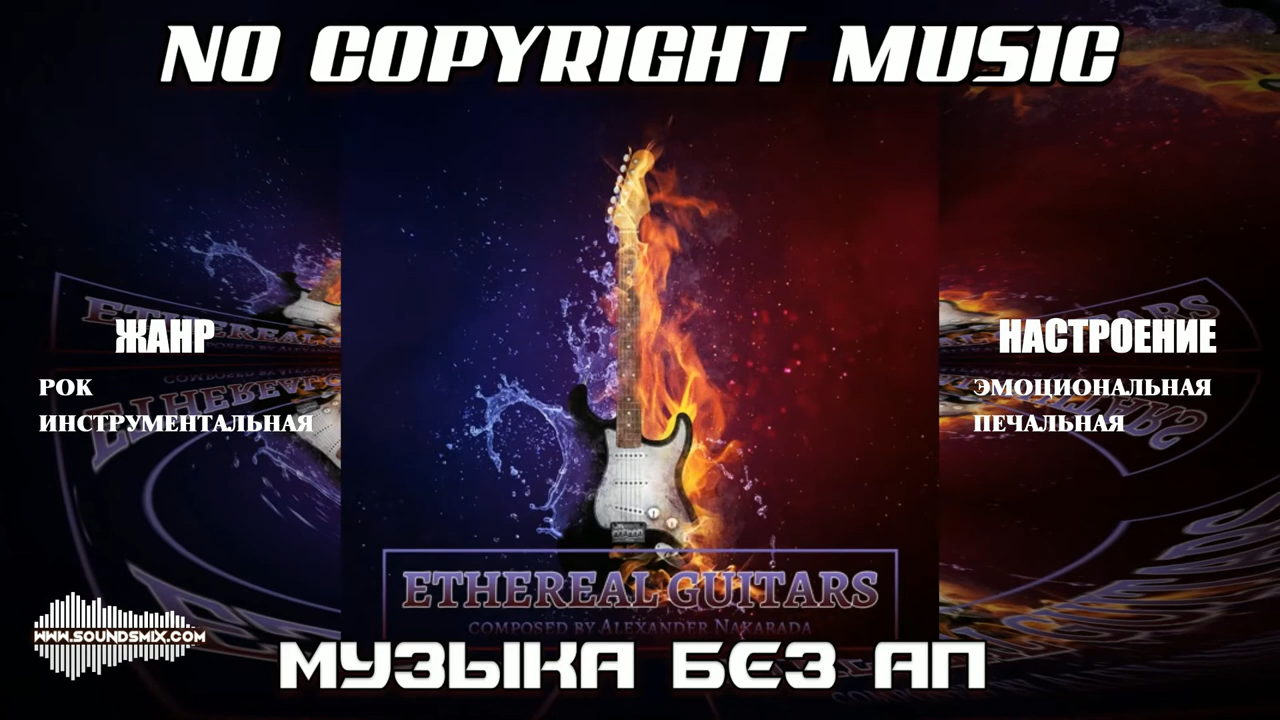 NO COPYRIGHT MUSIC
ЖАНР
РОК
ИНСТРУМЕНТАЛЬНАЯ
НАСТРОЕНИЕ
ЭМОЦИОНАЛЬНАЯ
ПЕЧАЛЬНАЯ
ETHEREAL GUITARS
COMPOSED BY ALEXANDER NAKARADA
WWW.SOUNDSMIX.COM
МУЗЫКА БЕЗ АП